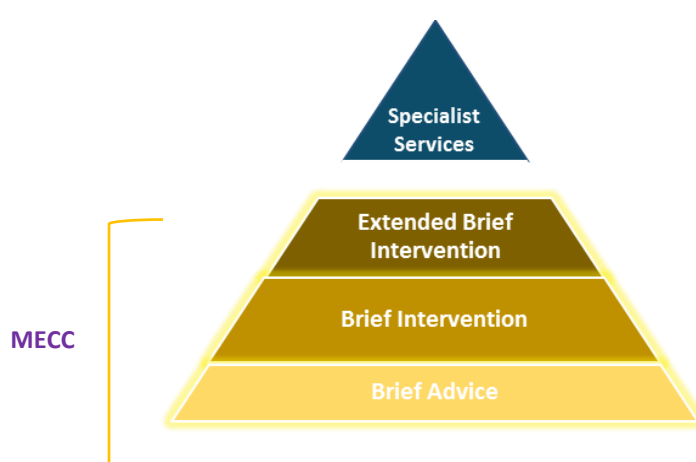 Specialist
Services
Extended Brief
Intervention
Brief Intervention
MECC
Brief Advice